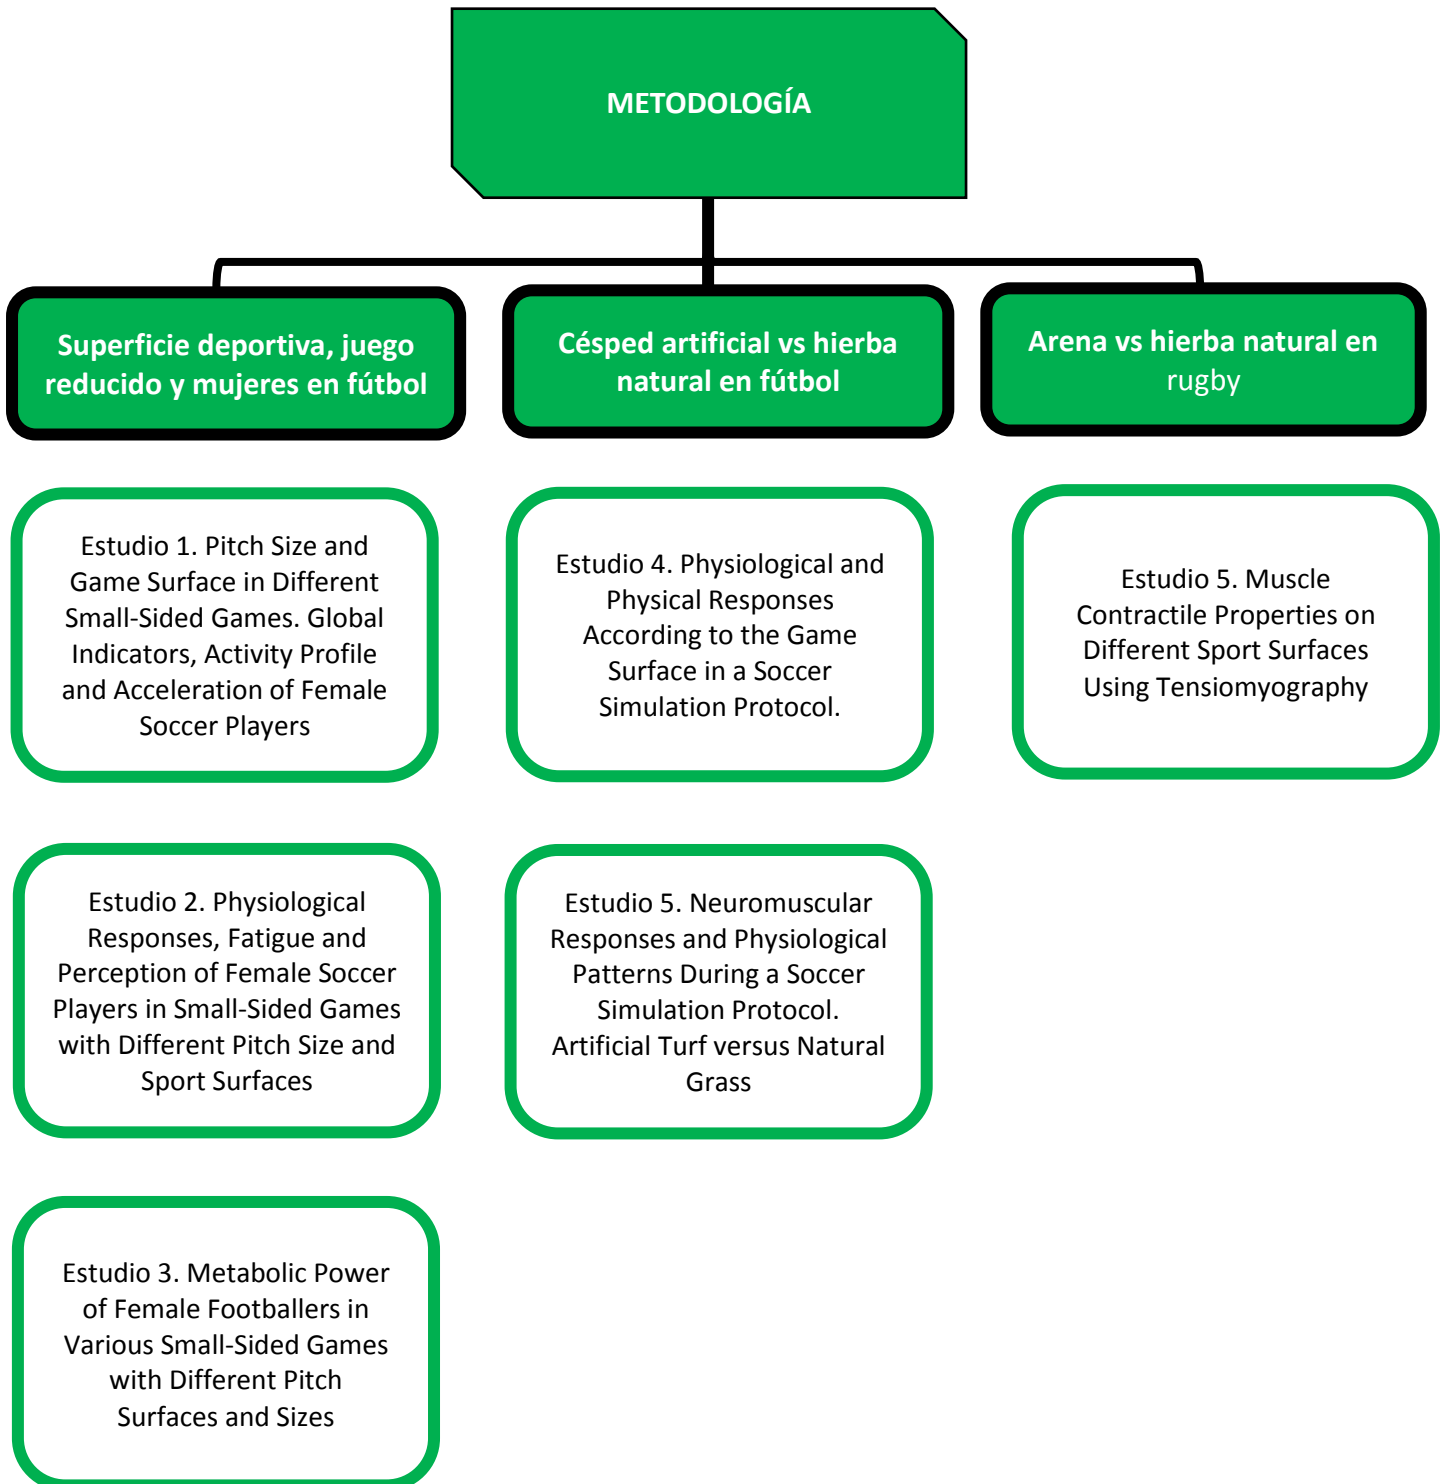 METODOLOGÍA
Superficie deportiva, juego
reducido y mujeres en fútbol
Césped artificial vs hierba
natural en fútbol
Arena vs hierba natural en
rugby
Estudio 1. Pitch Size and
Game Surface in Different
Small-Sided Games. Global
Indicators, Activity Profile
and Acceleration of Female
Soccer Players
Estudio 4. Physiological and
Physical Responses
According to the Game
Surface in a Soccer
Simulation Protocol.
Estudio 5. Muscle
Contractile Properties on
Different Sport Surfaces
Using Tensiomyography
Estudio 2. Physiological
Responses, Fatigue and
Perception of Female Soccer
Players in Small-Sided Games
with Different Pitch Size and
Sport Surfaces
Estudio 5. Neuromuscular
Responses and Physiological
Patterns During a Soccer
Simulation Protocol.
Artificial Turf versus Natural
Grass
Estudio 3. Metabolic Power
of Female Footballers in
Various Small-Sided Games
with Different Pitch
Surfaces and Sizes